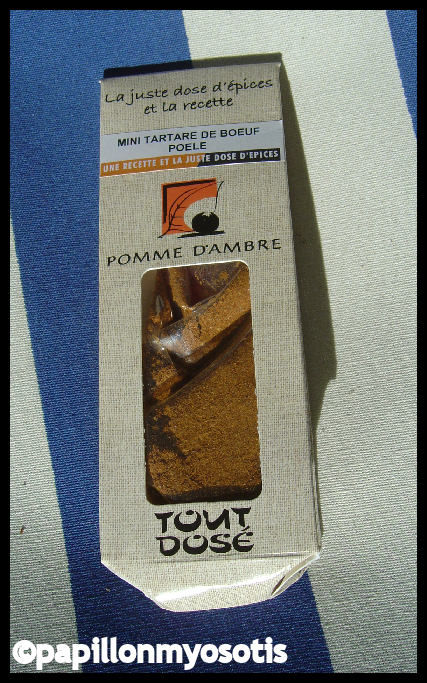 La juste dose d'épices
et la recette
MINI TARTARE DE BOEUF
POELE
UNE RECETTE ET LA JUSTE DOSE D'EPICES
POMME D'AMBRE
TOUT
DOSÉ
©papillonmyosotis